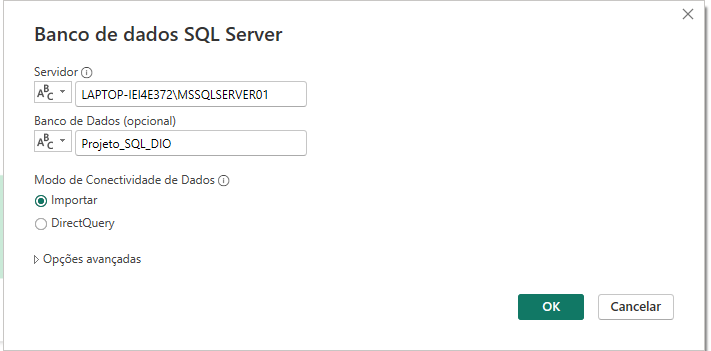 Banco de dados SQL Server
Servidor
ABC
LAPTOP-IEI4E372\MSSQLSERVER01
Banco de Dados (opcional)
ABC
Projeto_SQL_DIO
Modo de Conectividade de Dados
Importar
DirectQuery
Opções avançadas
OK
Cancelar